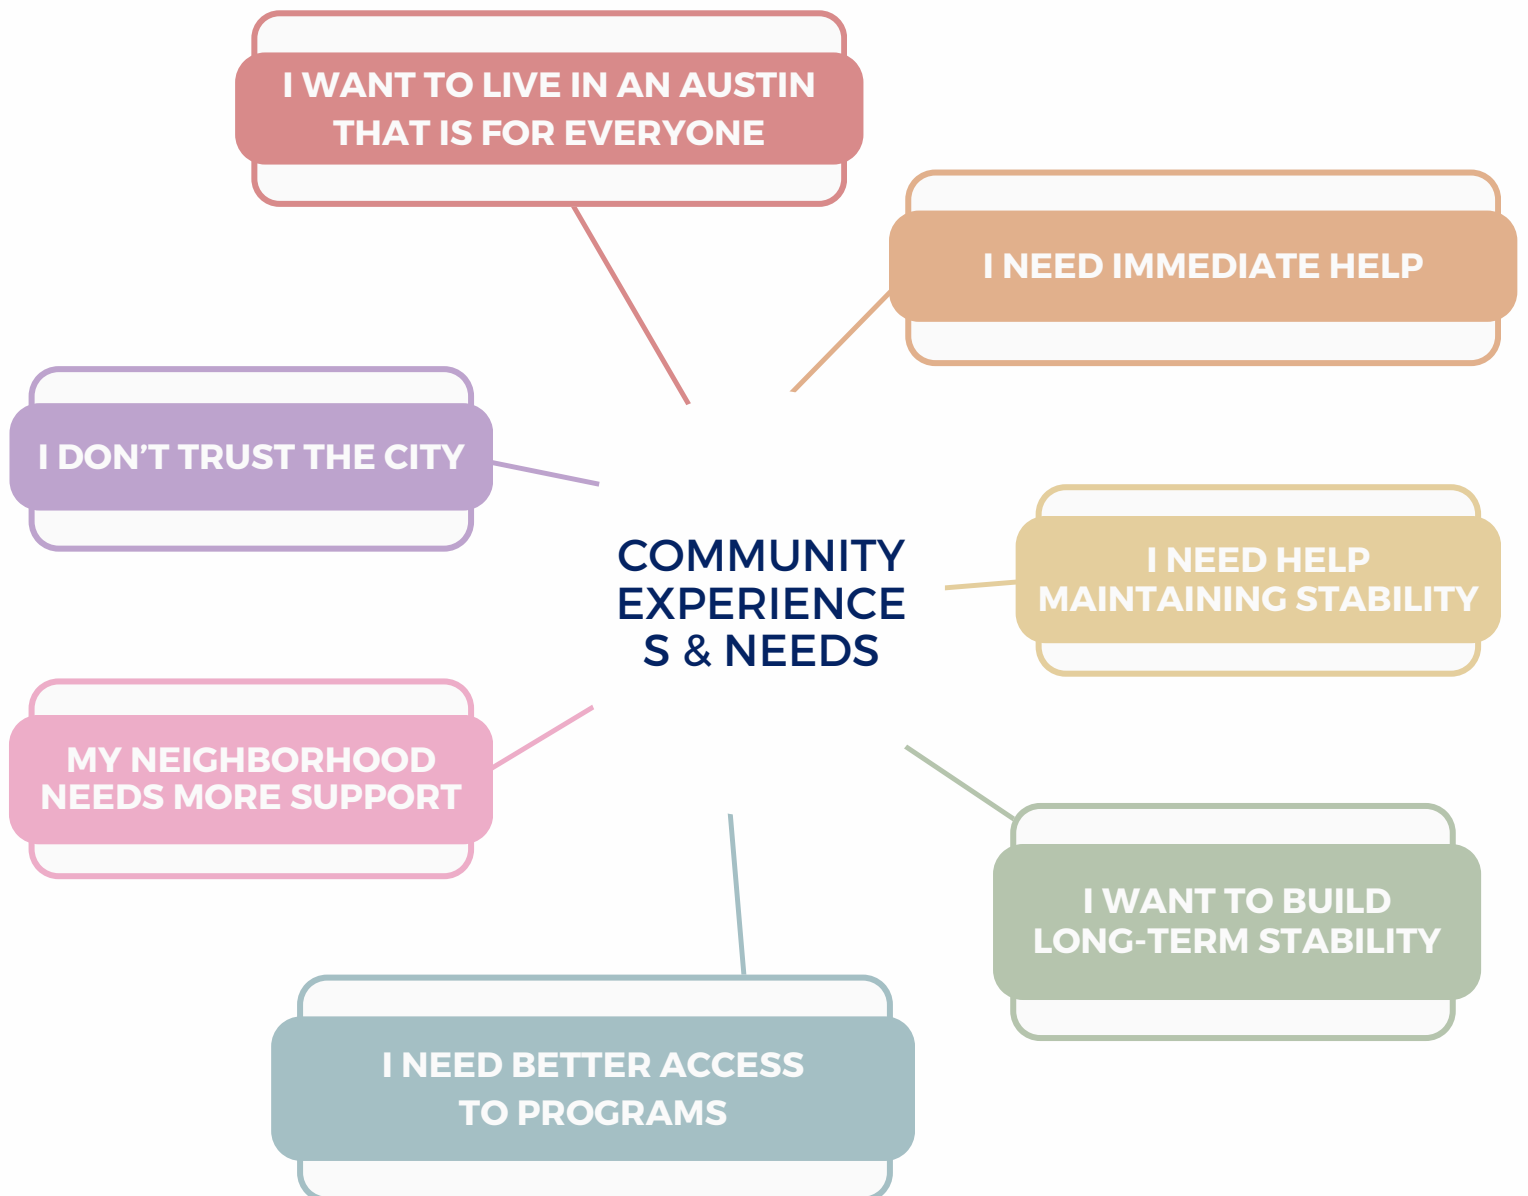 I WANT TO LIVE IN AN AUSTIN
THAT IS FOR EVERYONE
I NEED IMMEDIATE HELP
I DON’T TRUST THE CITY
COMMUNITY
EXPERIENCE
S & NEEDS
I NEED HELP
MAINTAINING STABILITY
MY NEIGHBORHOOD
NEEDS MORE SUPPORT
I WANT TO BUILD
LONG-TERM STABILITY
I NEED BETTER ACCESS
TO PROGRAMS